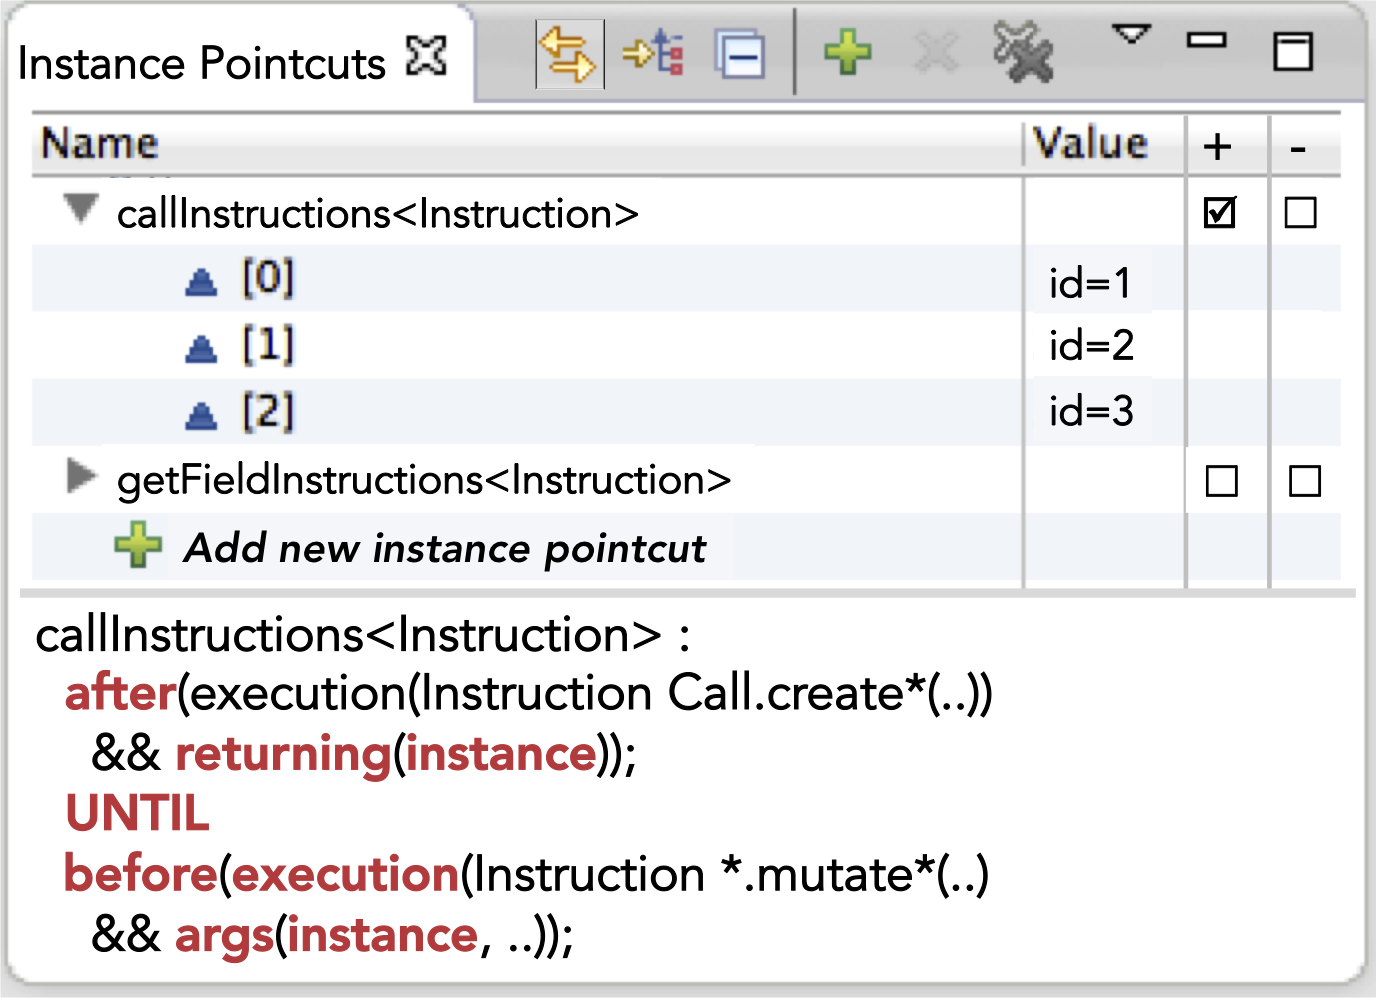 Instance Pointcuts
Name Value + -
callInstructions<Instruction>
[0] id=1
[1] id=2
[2] id=3
getFieldInstructions<Instruction>
Add new instance pointcut
callInstructions<Instruction> :
after(execution(Instruction Call.create*(..))
&& returning(instance));
UNTIL
before(execution(Instruction *.mutate*(..)
&& args(instance, ..));